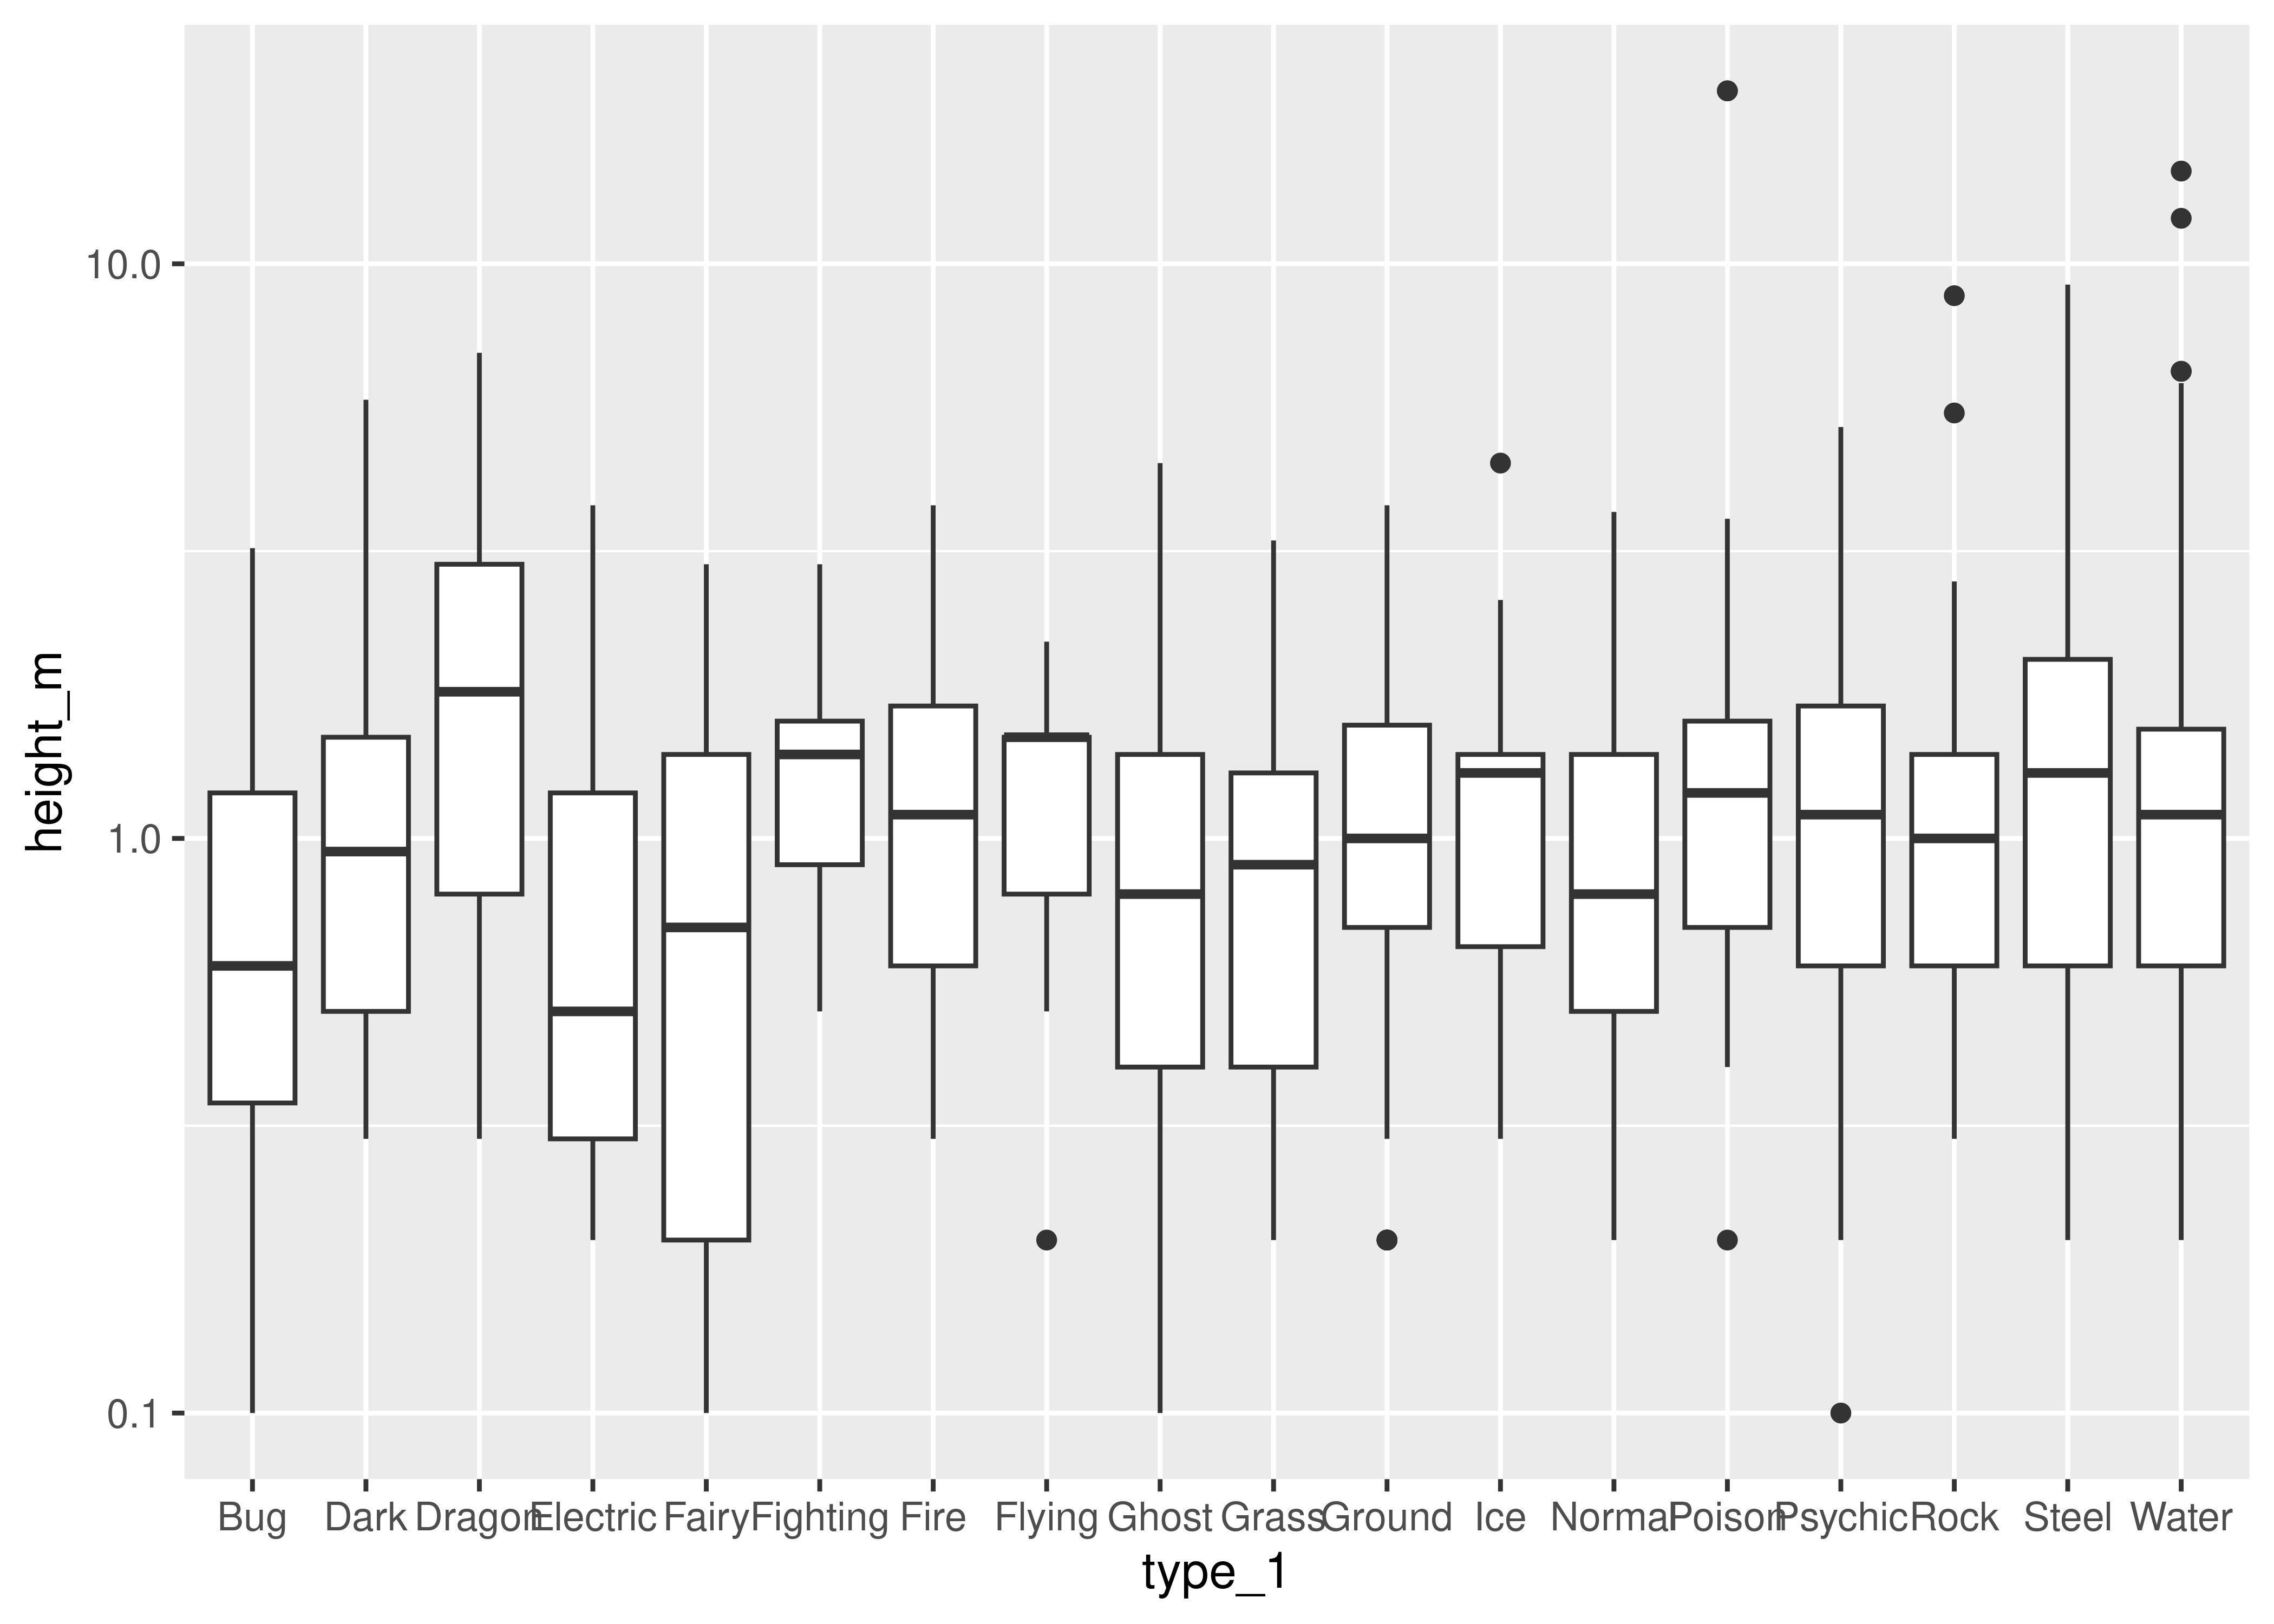 height_m
10.0
1.0
0.1
Bug Dark Dragon Electric Fairy Fighting Fire Flying Ghost Grass Ground Ice Normal Poison Psychic Rock Steel Water
type_1